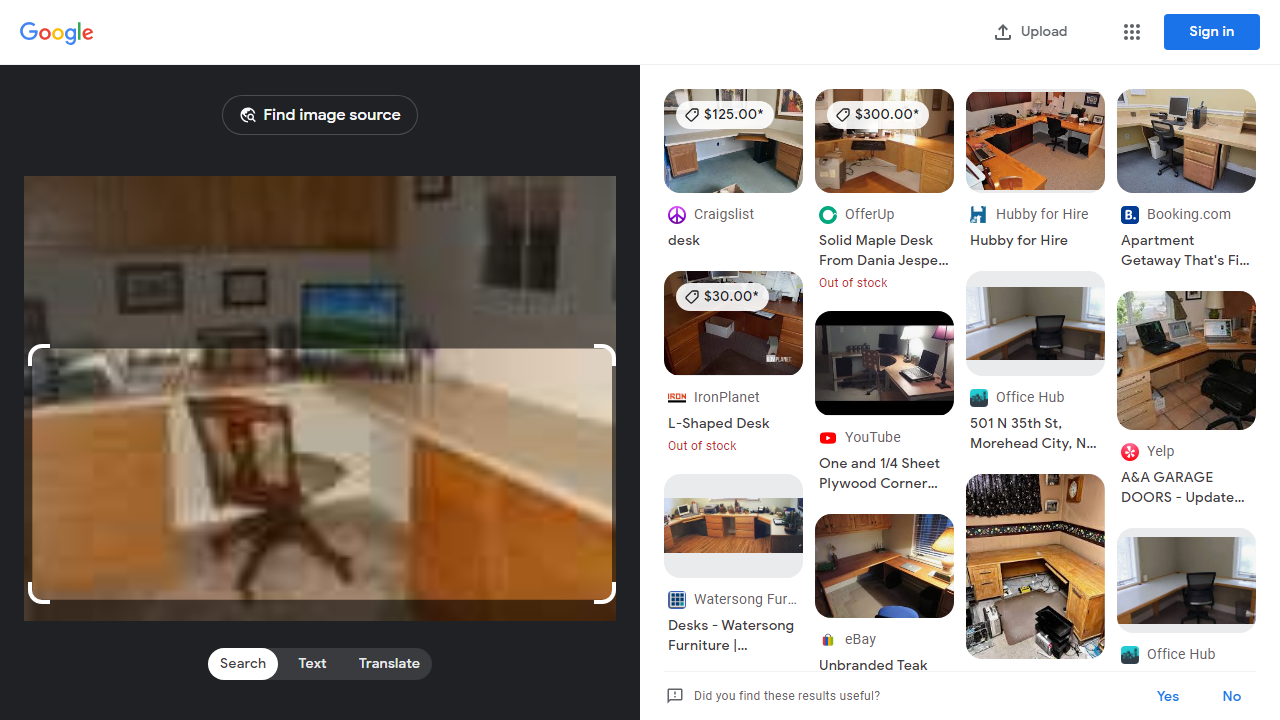 Google
Upload
Sign in
Find image source
Search
Text
Translate
$125.00*
Craigslist
desk
$30.00*
IronPlanet
L-Shaped Desk
Out of stock
Watersong Fur...
Desks - Watersong
Furniture |...
$300.00*
OfferUp
Solid Maple Desk
From Dania Jespe...
Out of stock
YouTube
One and 1/4 Sheet
Plywood Corner...
eBay
Unbranded Teak
Hubby for Hire
Hubby for Hire
Office Hub
501 N 35th St,
Morehead City, N...
B.
Booking.com
Apartment
Getaway That's Fi...
Yelp
A&A GARAGE
DOORS - Update...
Office Hub
Did you find these results useful?
Yes
No